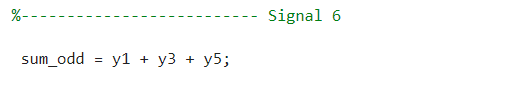 %-------------------------- Signal 6
sum_odd = y1 + y3 + y5;